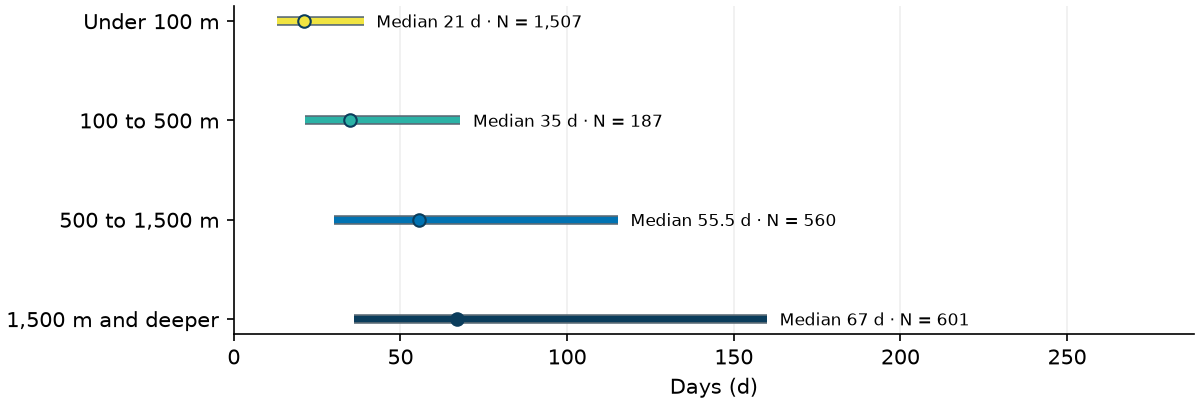 Under 100 m
Median 21 d · N = 1,507
100 to 500 m
Median 35 d · N = 187
500 to 1,500 m
Median 55.5 d · N = 560
1,500 m and deeper
Median 67 d · N = 601
0 50 100 150 200 250
Days (d)